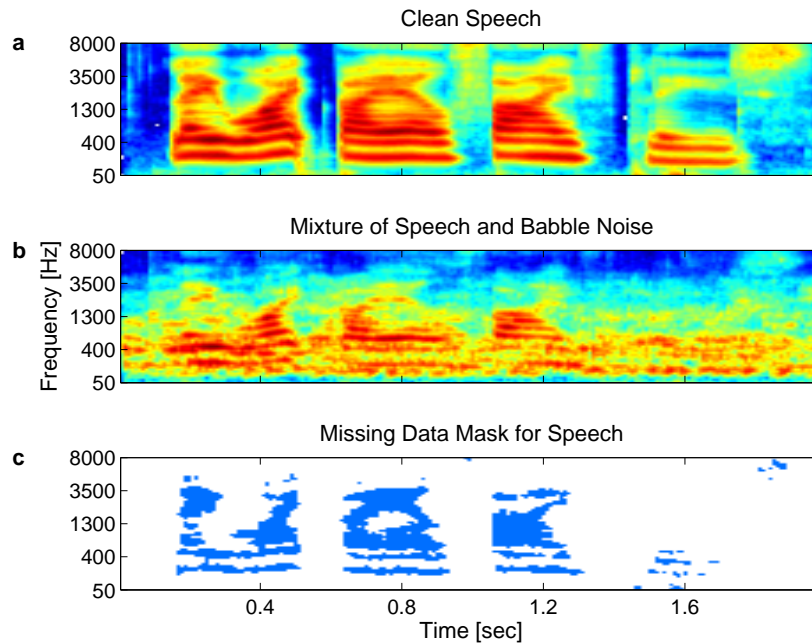 Clean Speech
a
8000
3500
1300
400
50
Mixture of Speech and Babble Noise
b
8000
3500
1300
400
50
Frequency [Hz]
Missing Data Mask for Speech
c
8000
3500
1300
400
50
0.4 0.8 1.2 1.6
Time [sec]